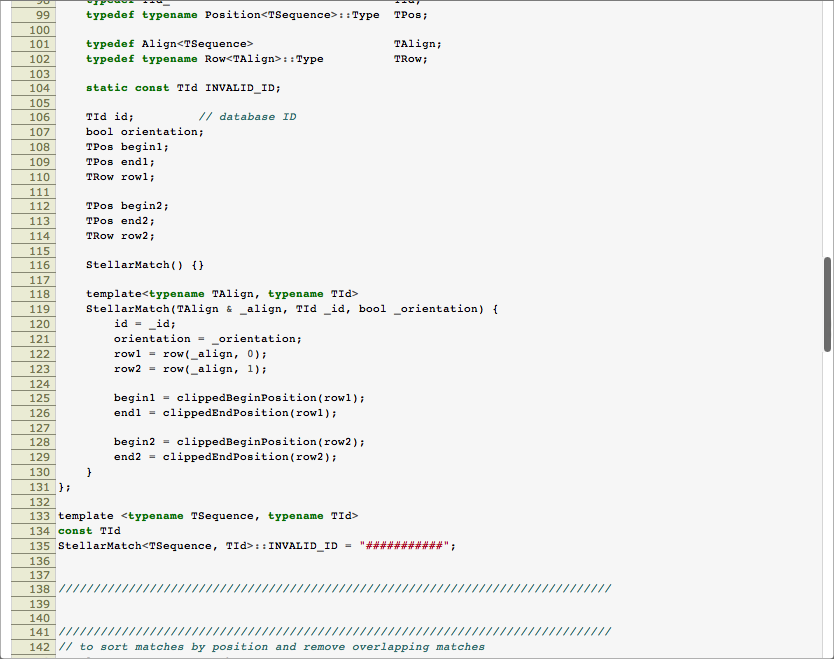 99 typedef typename Position<TSequence>::Type TPos;
100
101 typedef Align<TSequence> TAlign;
102 typedef typename Row<TAlign>::Type TRow;
103
104 static const TId INVALID_ID;
105
106 TId id; // database ID
107 bool orientation;
108 TPos begin1;
109 TPos end1;
110 TRow row1;
111
112 TPos begin2;
113 TPos end2;
114 TRow row2;
115
116 StellarMatch() {}
117
118 template<typename TAlign, typename TId>
119 StellarMatch(TAlign & _align, TId _id, bool _orientation) {
120 id = _id;
121 orientation = _orientation;
122 row1 = row(_align, 0);
123 row2 = row(_align, 1);
124
125 begin1 = clippedBeginPosition(row1);
126 end1 = clippedEndPosition(row1);
127
128 begin2 = clippedBeginPosition(row2);
129 end2 = clippedEndPosition(row2);
130 }
131 };
132
133 template <typename TSequence, typename TId>
134 const TId
135 StellarMatch<TSequence, TId>::INVALID_ID = "###########";
136
137
138 ///////////////////////////////////////////////////////////////////////////////
139
140
141 ///////////////////////////////////////////////////////////////////////////////
142 // to sort matches by position and remove overlapping matches